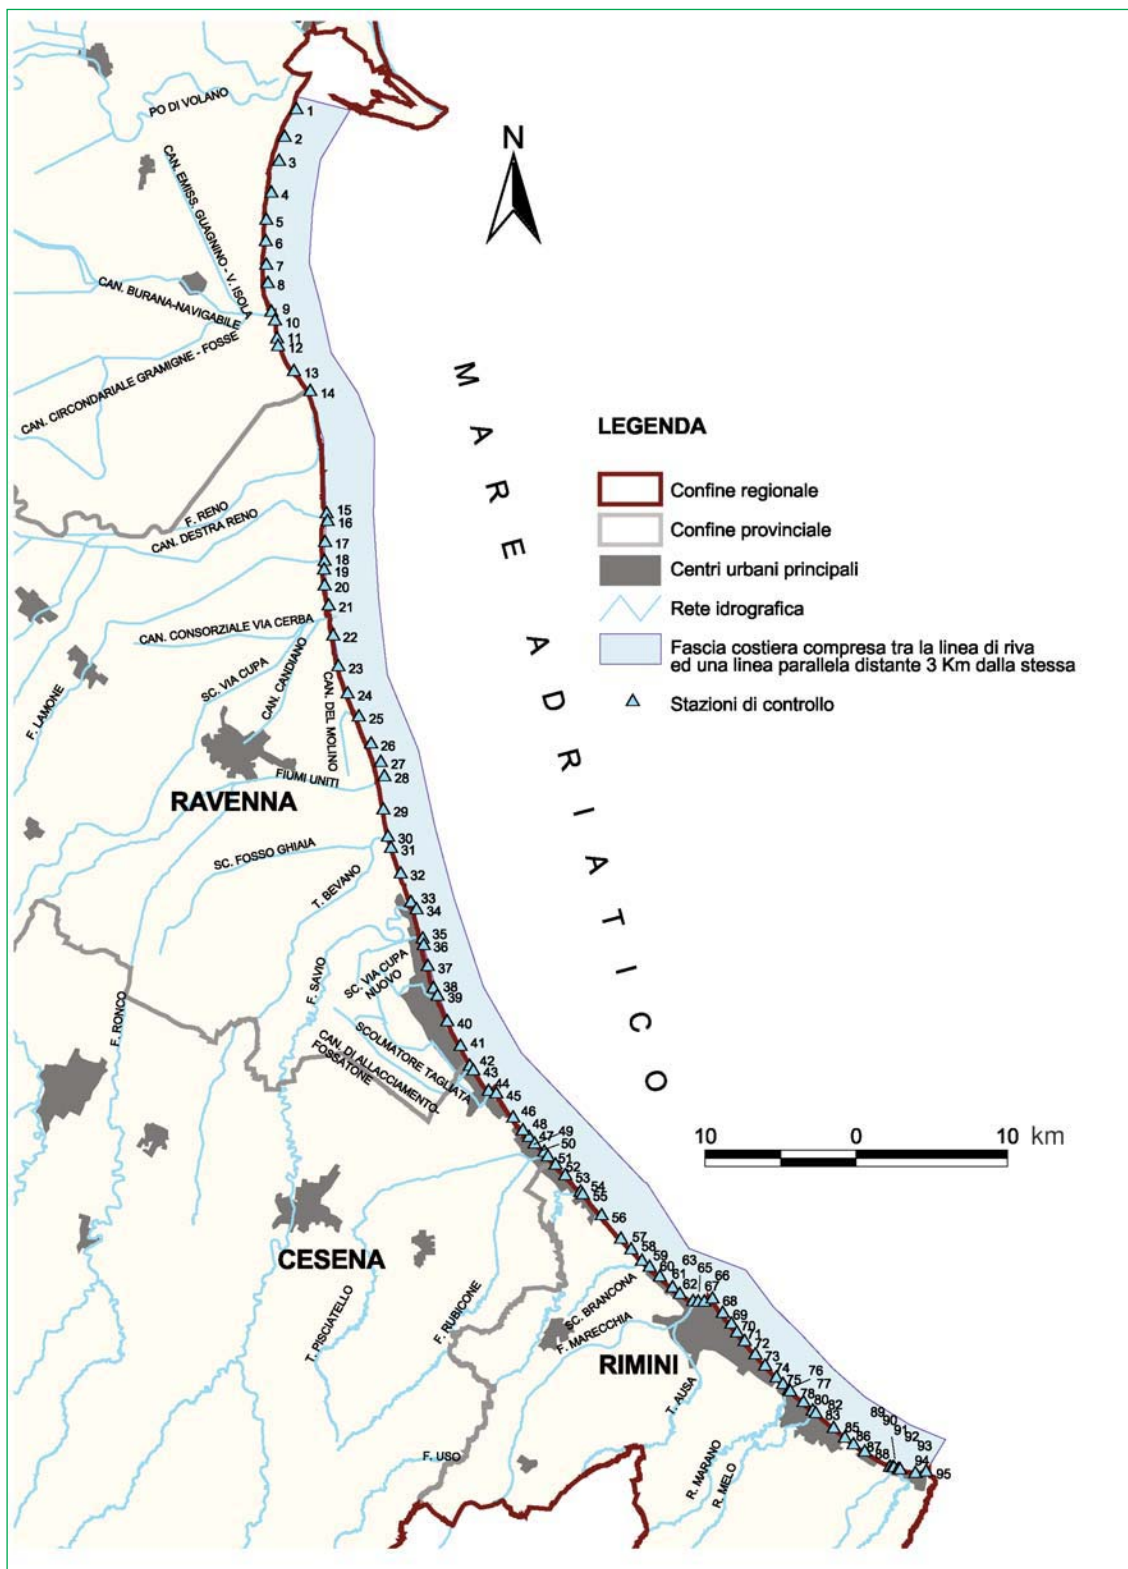 PO DI VOLANO
CAN. EMISS. GUAGNINO - V. ISOLA
CAN. BURANA-NAVIGABILE
CAN. CIRCONDARIALE GRAMIGNE - FOSSE
F. RENO
CAN. DESTRA RENO
CAN. CONSORZIALE VIA CERBA
SC. VIA CUPA
CAN. CANDIANO
F. LAMONE
CAN. DEL MOLINO
FIUMI UNITI
RAVENNA
SC. FOSSO GHIAIA
T. BEVANO
F. RONCO
F. SAVIO
SC. VIA CUPA
NUOVO
SCOLMATORE TAGLIATA
CAN. DI ALLACCIAMENTO-
FOSSATONE
CESENA
T. PISCIATELLO
F. RUBICONE
SC. BRANCONA
F. MARECCHIA
RIMINI
T. AUSA
F. USO
R. MARANO
R. MELO
1
2
3
4
5
6
7
8
9
10
11
12
13
14
15
16
17
18
19
20
21
22
23
24
25
26
27
28
29
30
31
32
33
34
35
36
37
38
39
40
41
42
43
44
45
46
48
47
49
50
51
52
53
54
55
56
57
58
59
60
61
62
63
65
66
67
68
69
70
71
72
73
74
75
76
77
78
80
82
83
85
86
87
88
89
90
91
92
93
94
95
N
MARE ADRIATICO
LEGENDA
Confine regionale
Confine provinciale
Centri urbani principali
Rete idrografica
Fascia costiera compresa tra la linea di riva
ed una linea parallela distante 3 Km dalla stessa
Stazioni di controllo
10 0 10 km